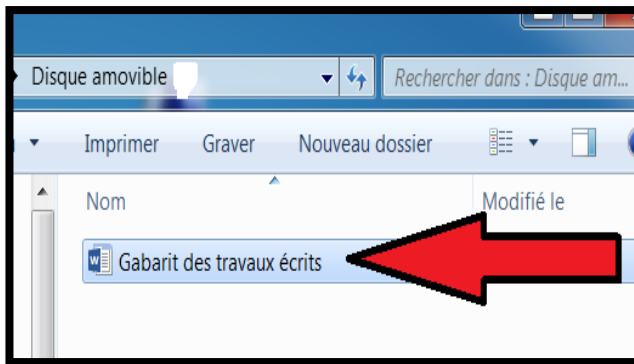 Disque amovible
Rechercher dans : Disque am...
Imprimer Graver Nouveau dossier
Nom Modifié le
Gabarit des travaux écrits